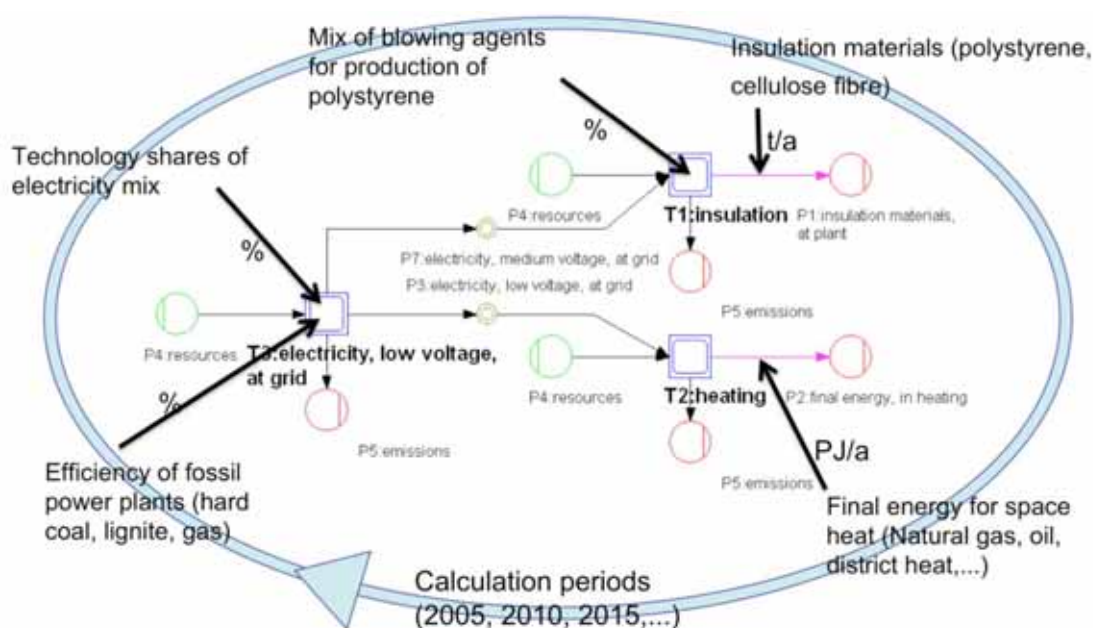 Mix of blowing agents
for production of
polystyrene
Insulation materials (polystyrene,
cellulose fibre)
%
t/a
Technology shares of
electricity mix
P4:resources
T1:insulation
P1:insulation materials,
at plant
%
P7:electricity, medium voltage, at grid
P3:electricity, low voltage, at grid
P5:emissions
P4:resources
T3:electricity, low voltage,
at grid
%
P4:resources
T2:heating
P2:final energy, in heating
P5:emissions
PJ/a
P5:emissions
Efficiency of fossil
power plants (hard
coal, lignite, gas)
Final energy for space
heat (Natural gas, oil,
district heat,...)
Calculation periods
(2005, 2010, 2015,...)